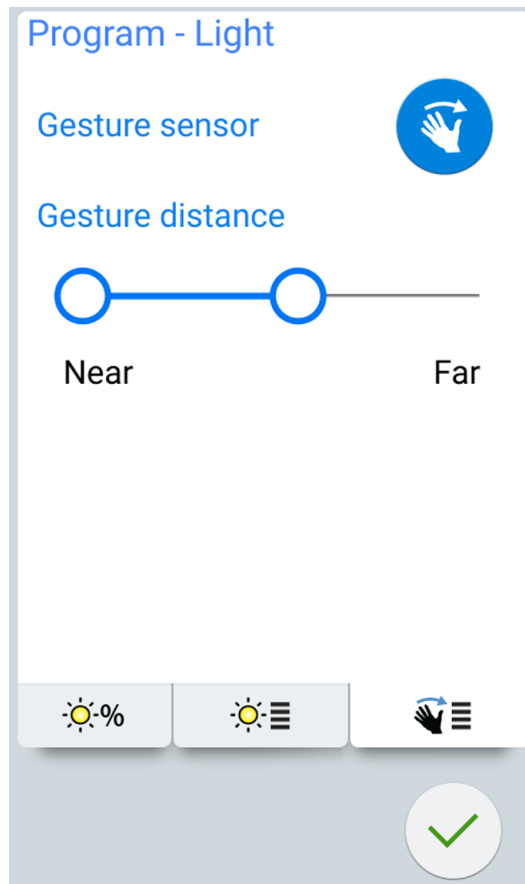 Program - Light
Gesture sensor
Gesture distance
Near Far
%